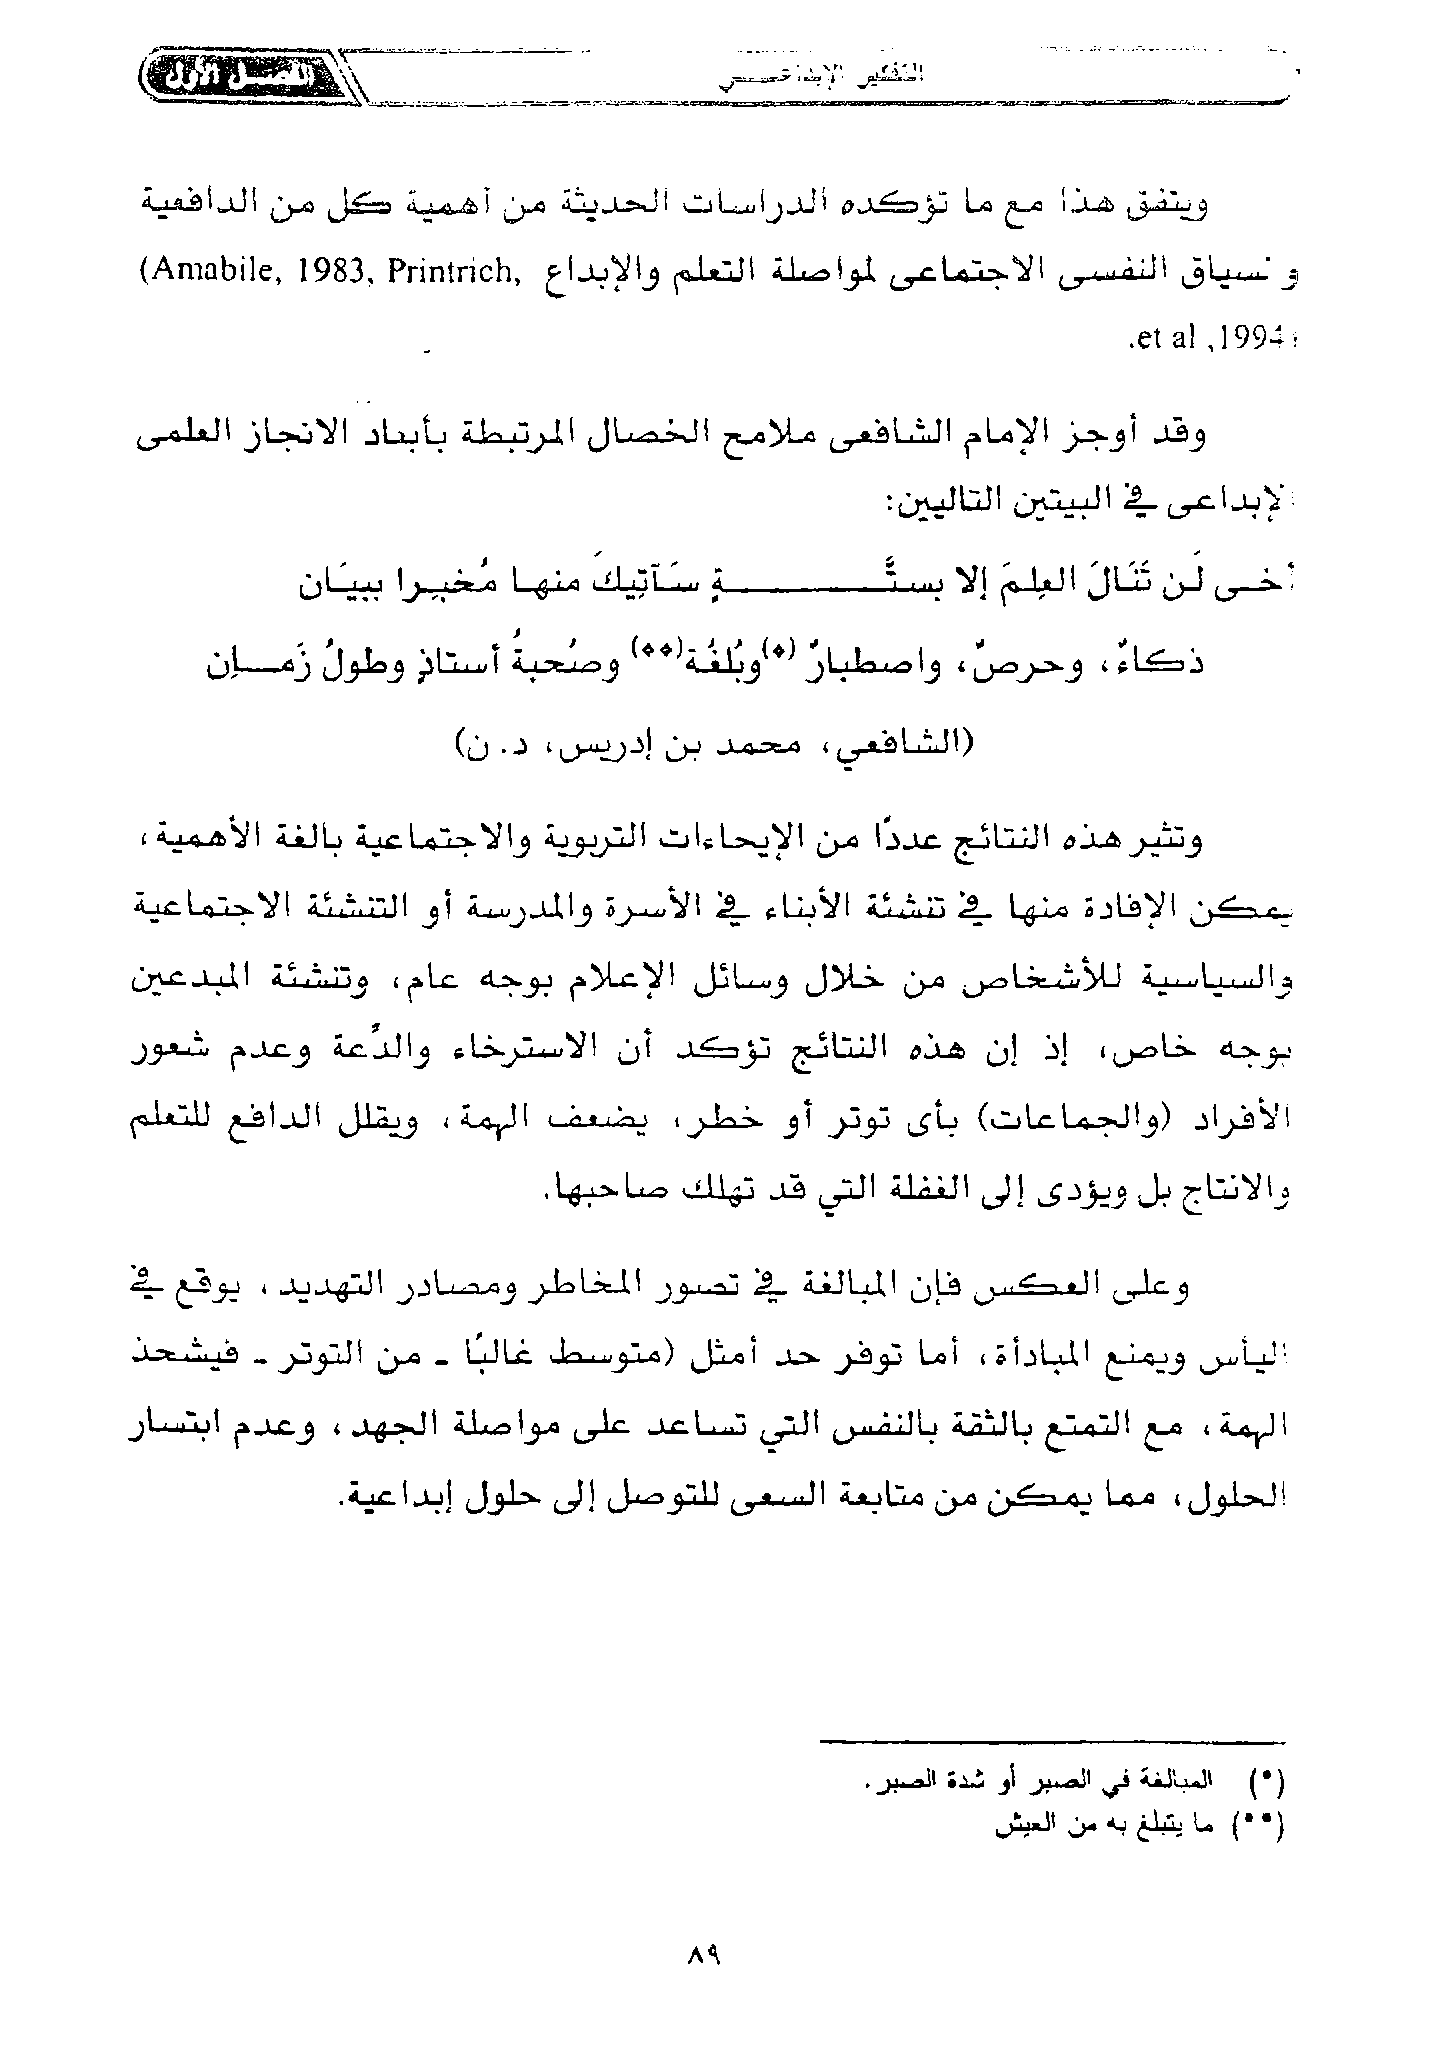 التفكير الإبداعـــي
الفصل الأول
ويتفق هذا مع ما تؤكده الدراسات الحديثة من أهمية كل من الدافعية
والسياق النفسى الاجتماعى لمواصلة التعلم والإبداع (Amabile, 1983, Printrich,
et al ,1994).
وقد أوجز الإمام الشافعى ملامح الخصال المرتبطة بأبعاد الانجاز العلمى
الإبداعى في البيتين التاليين:
أخـى لَن تَنَالَ العِلمَ إلا بستَّـــــــــةٍ سَآتِيكَ منها مُخبِرا ببيَان
ذكاءٌ، وحرصٌ، واصطبارٌ (*)وبُلغُة(**) وصُحبةُ أستاذٍ وطولُ زَمـــانِ
(الشافعي، محمد بن إدريس، د. ن)
وتثير هذه النتائج عددًا من الإيحاءات التربوية والاجتماعية بالغة الأهمية،
يمكن الإفادة منها في تنشئة الأبناء في الأسرة والمدرسة أو التنشئة الاجتماعية
والسياسية للأشخاص من خلال وسائل الإعلام بوجه عام، وتنشئة المبدعين
بوجه خاص، إذ إن هذه النتائج تؤكد أن الاسترخاء والدَّعة وعدم شعور
الأفراد (والجماعات) بأى توتر أو خطر، يضعف الهمة، ويقلل الدافع للتعلم
والانتاج بل ويؤدى إلى الغفلة التي قد تهلك صاحبها.
وعلى العكس فإن المبالغة في تصور المخاطر ومصادر التهديد، يوقع في
اليأس ويمنع المبادأة، أما توفر حد أمثل (متوسط غالبًا ـ من التوتر ـ فيشحذ
الهمة، مع التمتع بالثقة بالنفس التي تساعد على مواصلة الجهد، وعدم ابتسار
الحلول، مما يمكن من متابعة السعى للتوصل إلى حلول إبداعية.
(*) المبالغة في الصبر أو شدة الصبر.
(**) ما يتبلغ به من العيش
٨٩